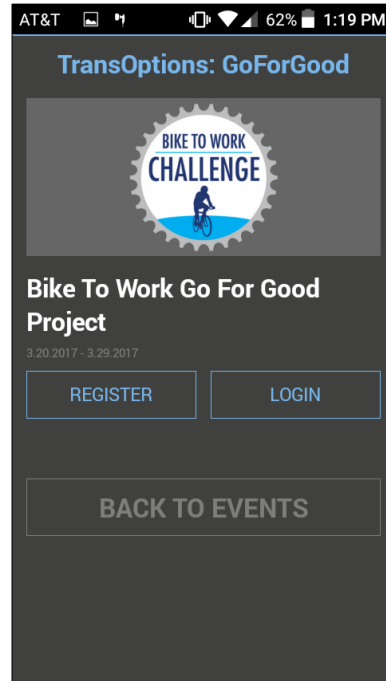 AT&T 62% 1:19 PM
TransOptions: GoForGood
BIKE TO WORK
CHALLENGE
Bike To Work Go For Good
Project
3.20.2017 - 3.29.2017
REGISTER LOGIN
BACK TO EVENTS